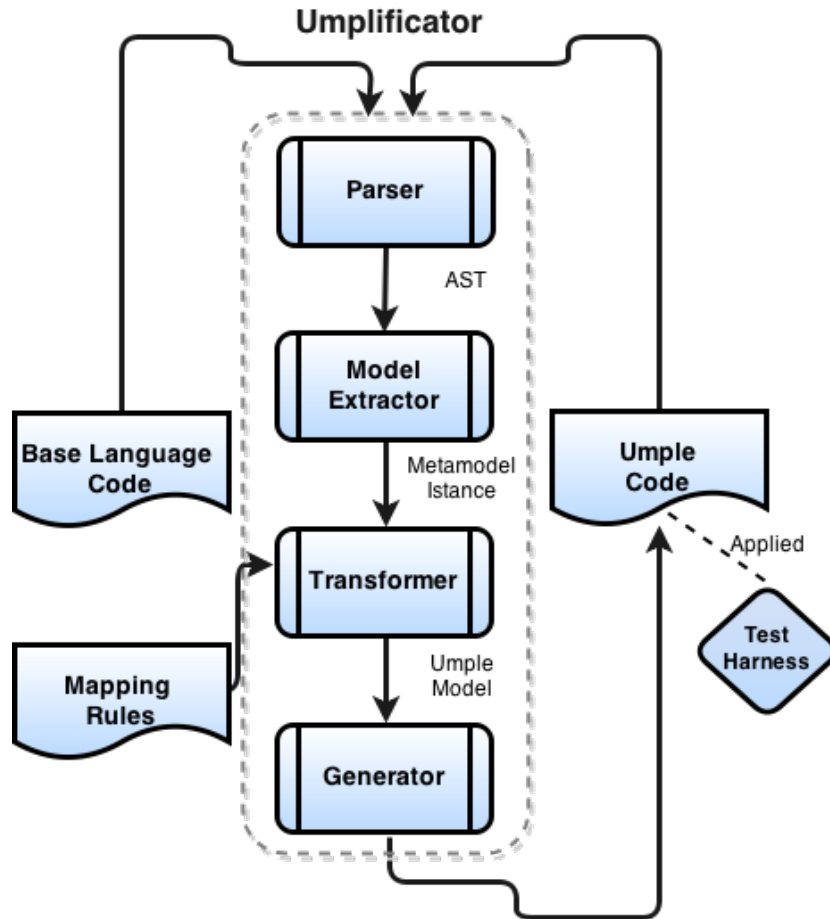 Umplificator
Parser
AST
Model
Extractor
Base Language
Code
Metamodel
Istance
Umple
Code
Applied
Transformer
Test
Harness
Mapping
Rules
Umple
Model
Generator